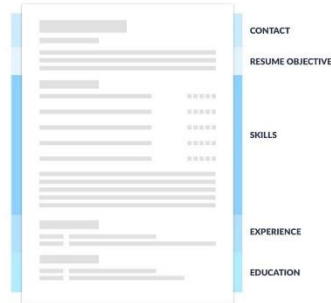 CONTACT
RESUME OBJECTIVE
SKILLS
EXPERIENCE
EDUCATION